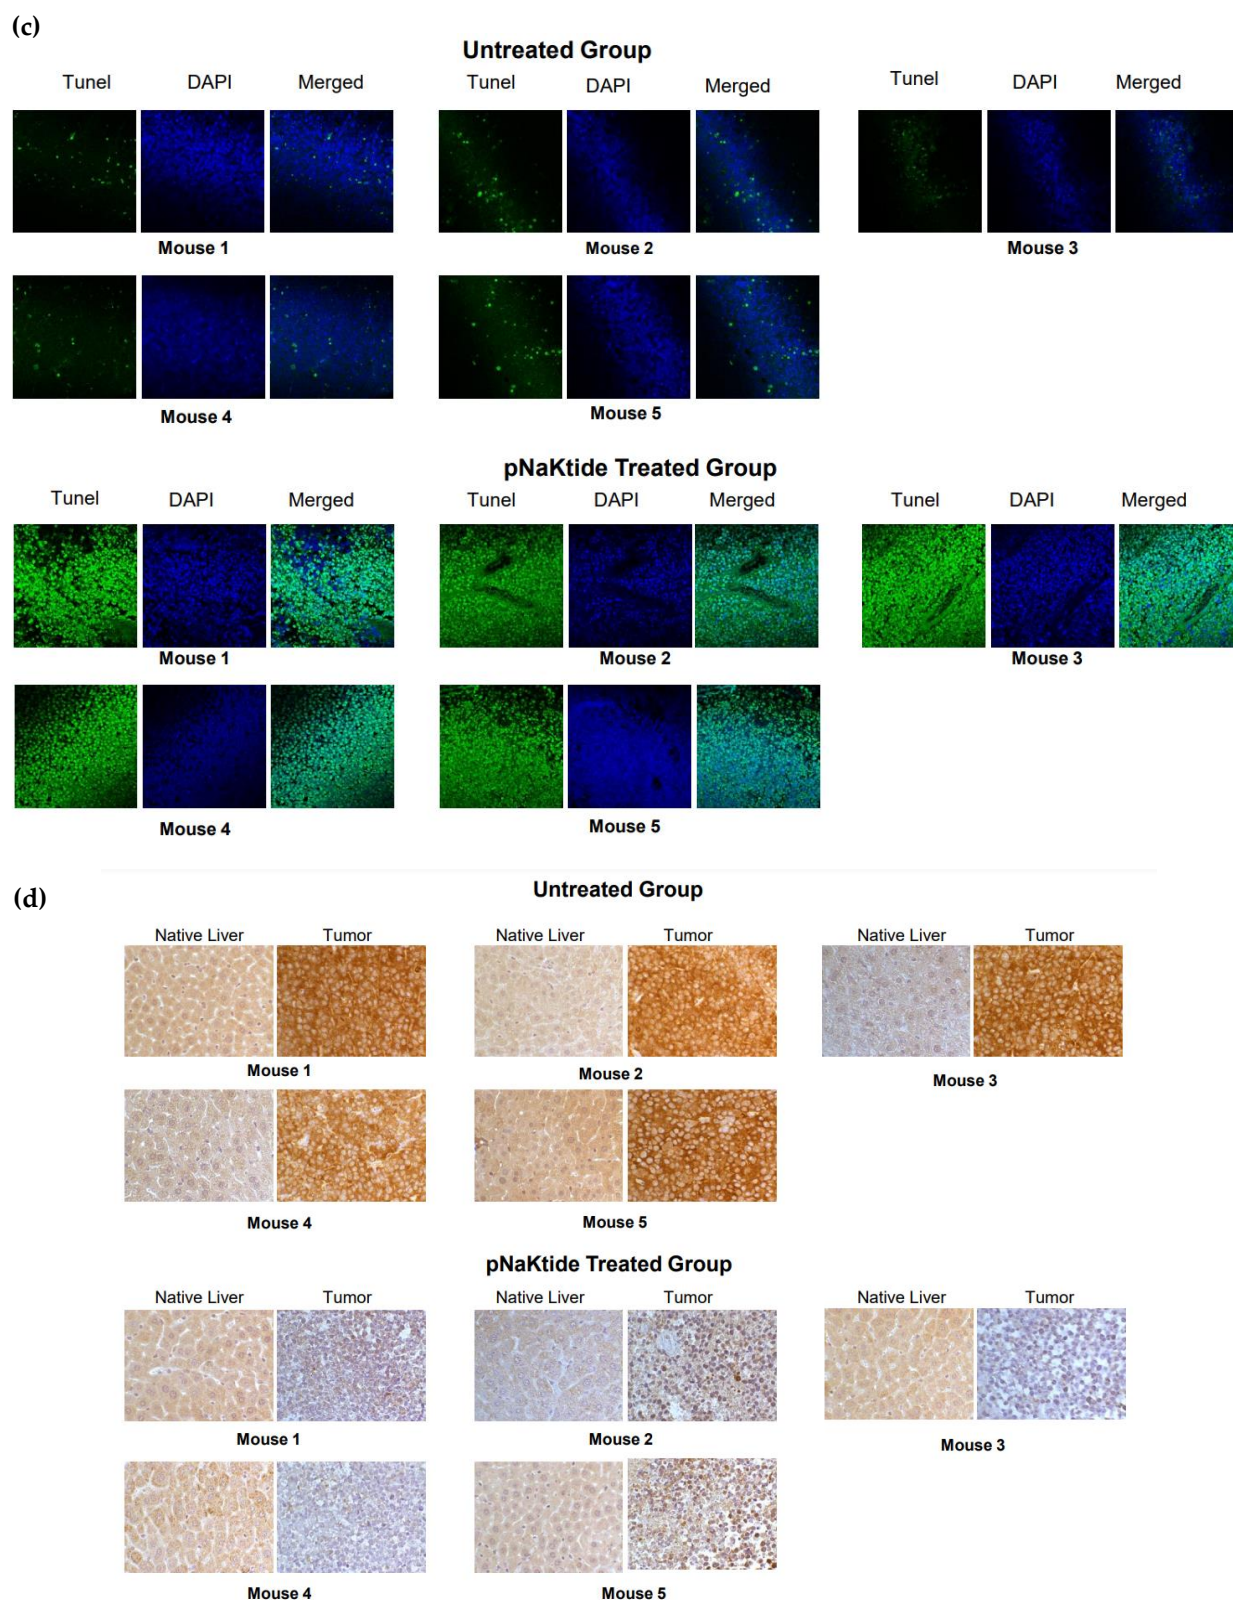 (c)
Untreated Group
Tunel DAPI Merged Tunel DAPI Merged Tunel DAPI Merged
Mouse 1 Mouse 2 Mouse 3
Mouse 4 Mouse 5
pNaKtide Treated Group
Tunel DAPI Merged Tunel DAPI Merged Tunel DAPI Merged
Mouse 1 Mouse 2 Mouse 3
Mouse 4 Mouse 5
(d)
Untreated Group
Native Liver Tumor Native Liver Tumor Native Liver Tumor
Mouse 1 Mouse 2 Mouse 3
Mouse 4 Mouse 5
pNaKtide Treated Group
Native Liver Tumor Native Liver Tumor Native Liver Tumor
Mouse 1 Mouse 2 Mouse 3
Mouse 4 Mouse 5